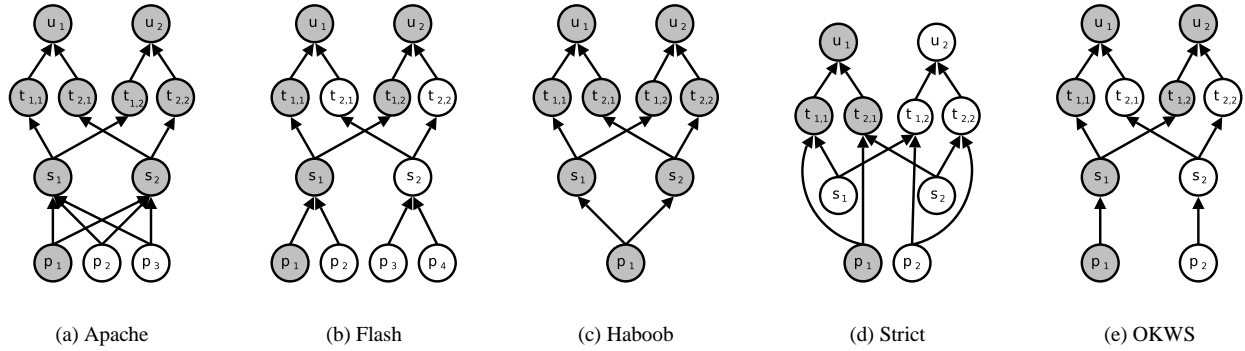 u1 u2 u1 u2 u1 u2 u1 u2 u1 u2
t1,1 t2,1 t1,2 t2,2 t1,1 t2,1 t1,2 t2,2 t1,1 t2,1 t1,2 t2,2 t1,1 t2,1 t1,2 t2,2 t1,1 t2,1 t1,2 t2,2
s1 s2 s1 s2 s1 s2 s1 s2 s1 s2
p1 p2 p3 p1 p2 p3 p4 p1 p1 p2 p1 p2
(a) Apache (b) Flash (c) Haboob (d) Strict (e) OKWS